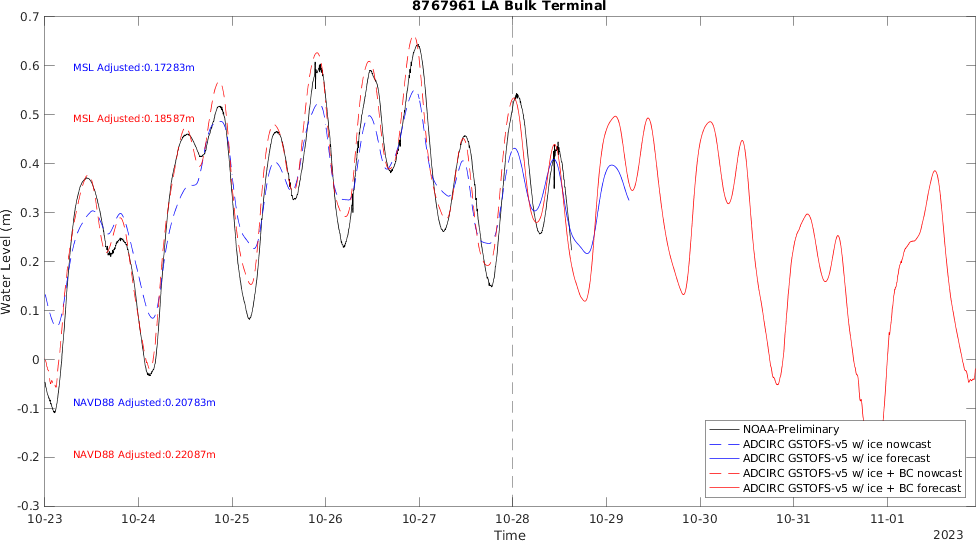 8767961 LA Bulk Terminal
0.7
0.6
0.5
0.4
0.3
0.2
0.1
0
-0.1
-0.2
-0.3
Water Level (m)
MSL Adjusted:0.17283m
MSL Adjusted:0.18587m
NAVD88 Adjusted:0.20783m
NAVD88 Adjusted:0.22087m
NOAA-Preliminary
ADCIRC GSTOFS-v5 w/ ice nowcast
ADCIRC GSTOFS-v5 w/ ice forecast
ADCIRC GSTOFS-v5 w/ ice + BC nowcast
ADCIRC GSTOFS-v5 w/ ice + BC forecast
10-23 10-24 10-25 10-26 10-27 10-28 10-29 10-30 10-31 11-01
Time
2023